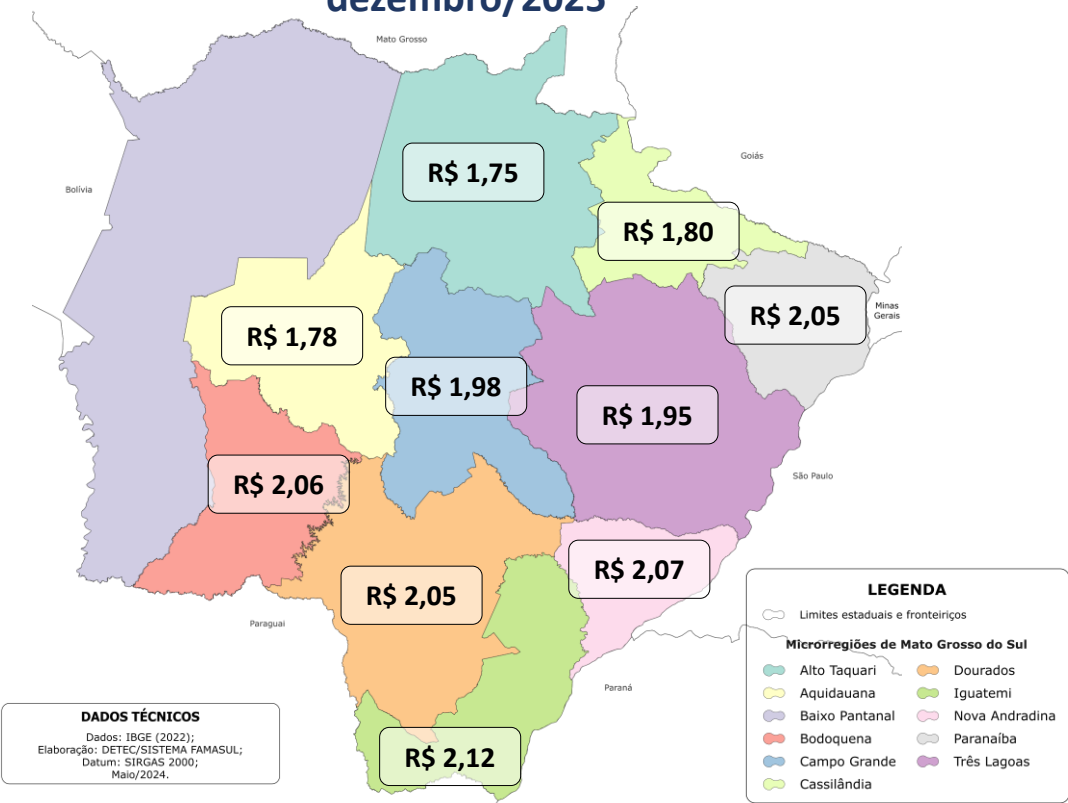 dezembro/2025
Mato Grosso
Goiás
Bolívia
R$ 1,75
R$ 1,80
Minas
Gerais
R$ 2,05
R$ 1,78
R$ 1,98
R$ 1,95
São Paulo
R$ 2,06
R$ 2,07
R$ 2,05
Paraguai
Paraná
R$ 2,12
DADOS TÉCNICOS
Dados: IBGE (2022);
Elaboração: DETEC/SISTEMA FAMASUL;
Datum: SIRGAS 2000;
Maio/2024.
LEGENDA
Limites estaduais e fronteiriços
Microrregiões de Mato Grosso do Sul
Alto Taquari
Aquidauana
Baixo Pantanal
Bodoquena
Campo Grande
Cassilândia
Dourados
Iguatemi
Nova Andradina
Paranaíba
Três Lagoas